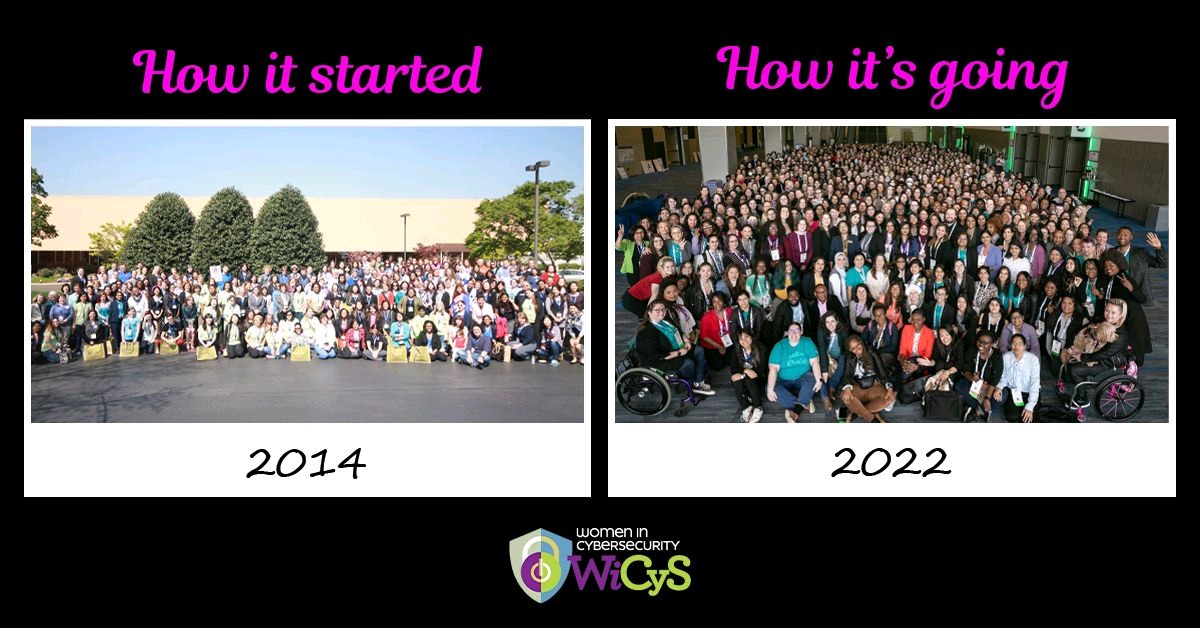 How it started
How it's going
2014
2022
WOMEN IN
CYBERSECURITY
WiCyS